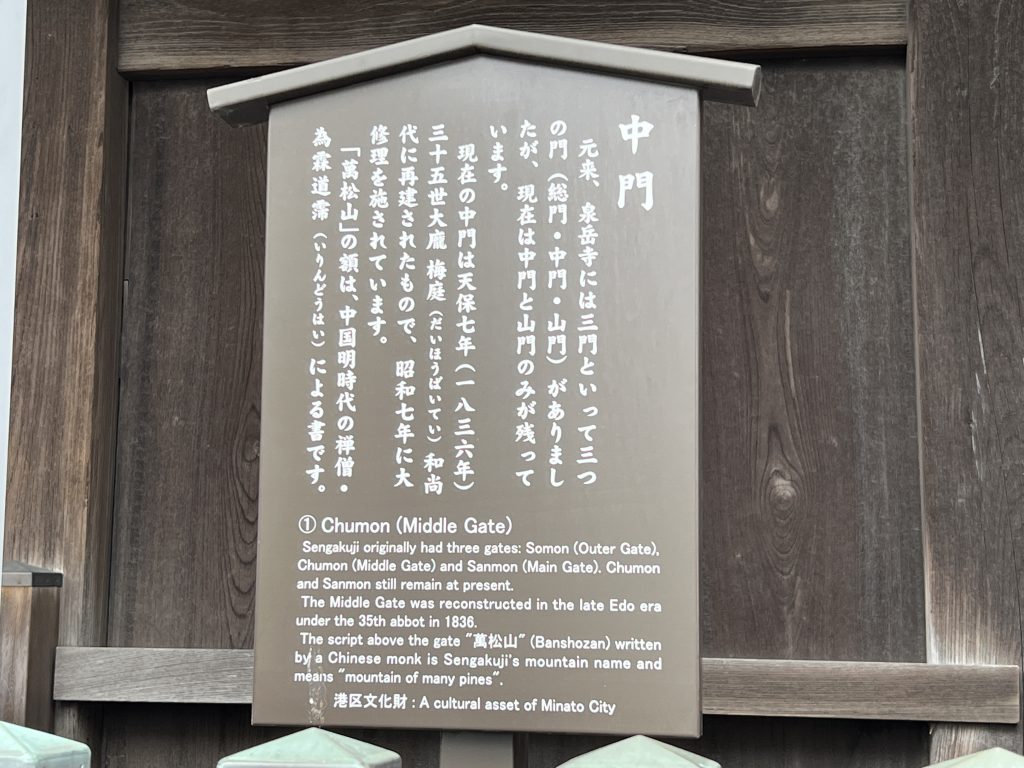 中門
元来、泉岳寺には三門といって三つ
の門（総門・中門・山門）がありまし
たが、現在は中門と山門のみが残って
います。
現在の中門は天保七年（一八三六年）
三十五世大龐 梅庭（だいほうばいてい）和尚
代に再建されたもので、昭和七年に大
修理を施されています。
「萬松山」の額は、中国明時代の禅僧・
為霖道霈（いりんどうはい）による書です。
① Chumon (Middle Gate)
Sengakuji originally had three gates: Somon (Outer Gate),
Chumon (Middle Gate) and Sanmon (Main Gate). Chumon
and Sanmon still remain at present.
The Middle Gate was reconstructed in the late Edo era
under the 35th abbot in 1836.
The script above the gate "萬松山" (Banshozan) written
by a Chinese monk is Sengakuji's mountain name and
means "mountain of many pines".
港区文化財 : A cultural asset of Minato City